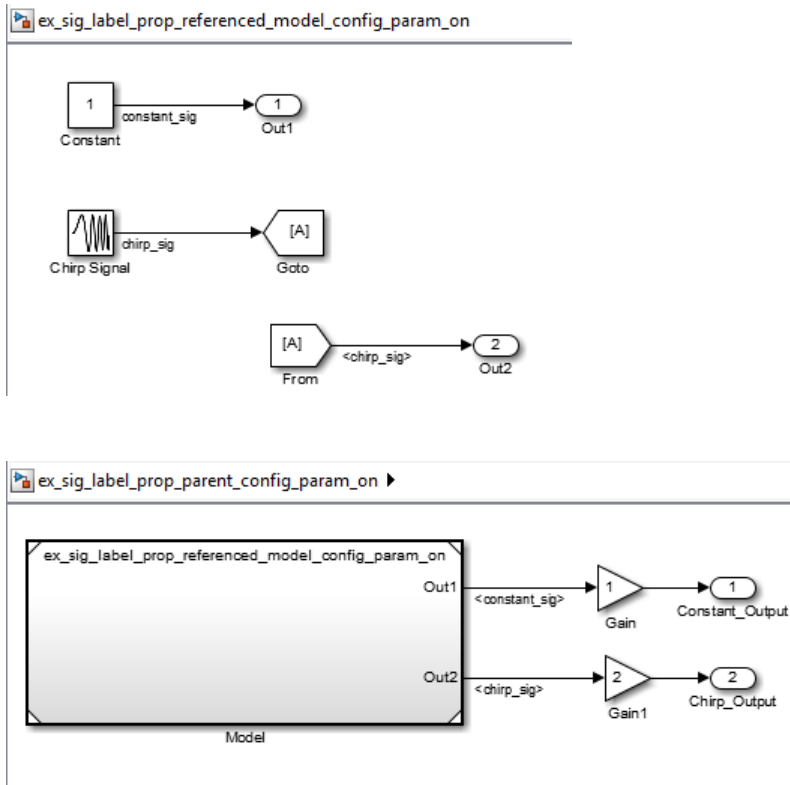 ex_sig_label_prop_referenced_model_config_param_on
1
constant_sig
1
Constant
Out1
chirp_sig
[A]
Chirp Signal
Goto
[A]
<chirp_sig>
2
From
Out2
ex_sig_label_prop_parent_config_param_on
ex_sig_label_prop_referenced_model_config_param_on
Out1
<constant_sig>
1
1
Gain
Constant_Output
Out2
<chirp_sig>
2
2
Gain1
Chirp_Output
Model